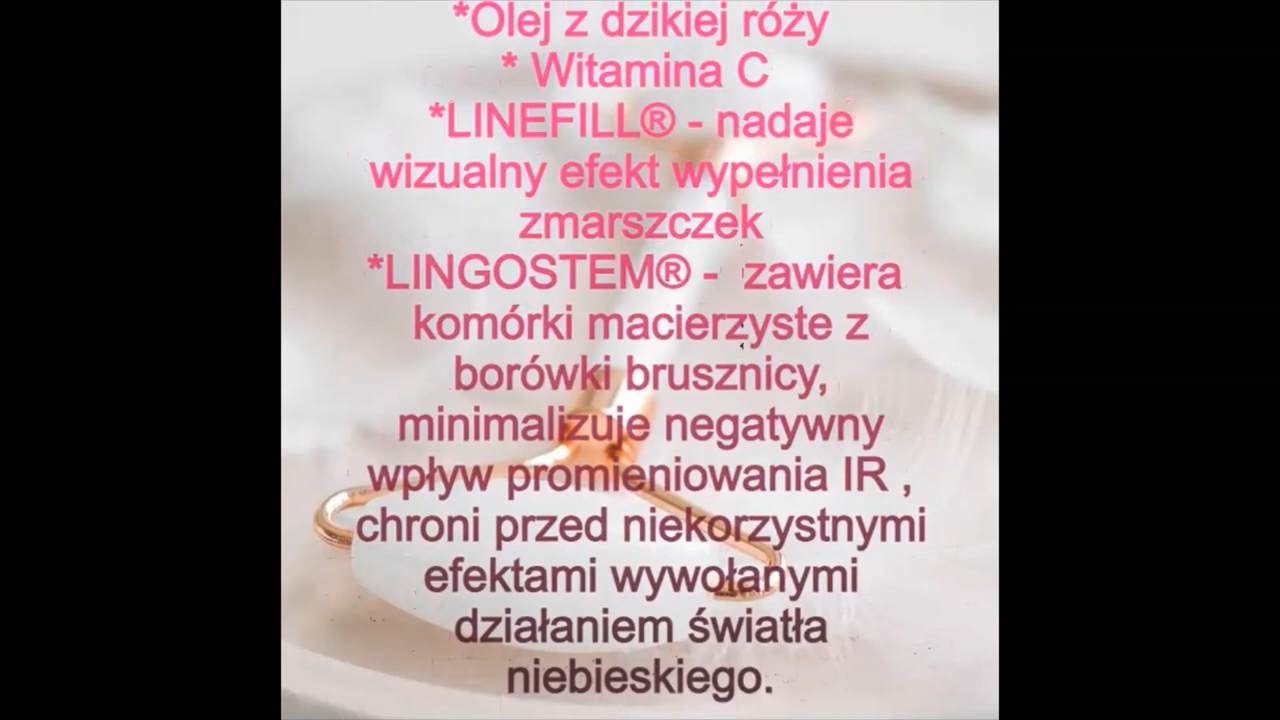 *Olej z dzikiej róży
* Witamina C
*LINEFILL® - nadaje
wizualny efekt wypełnienia
zmarszczek
*LINGOSTEM® - zawiera
komórki macierzyste z
borówki brusznicy,
minimalizuje negatywny
wpływ promieniowania IR ,
chroni przed niekorzystnymi
efektami wywołanymi
działaniem światła
niebieskiego.